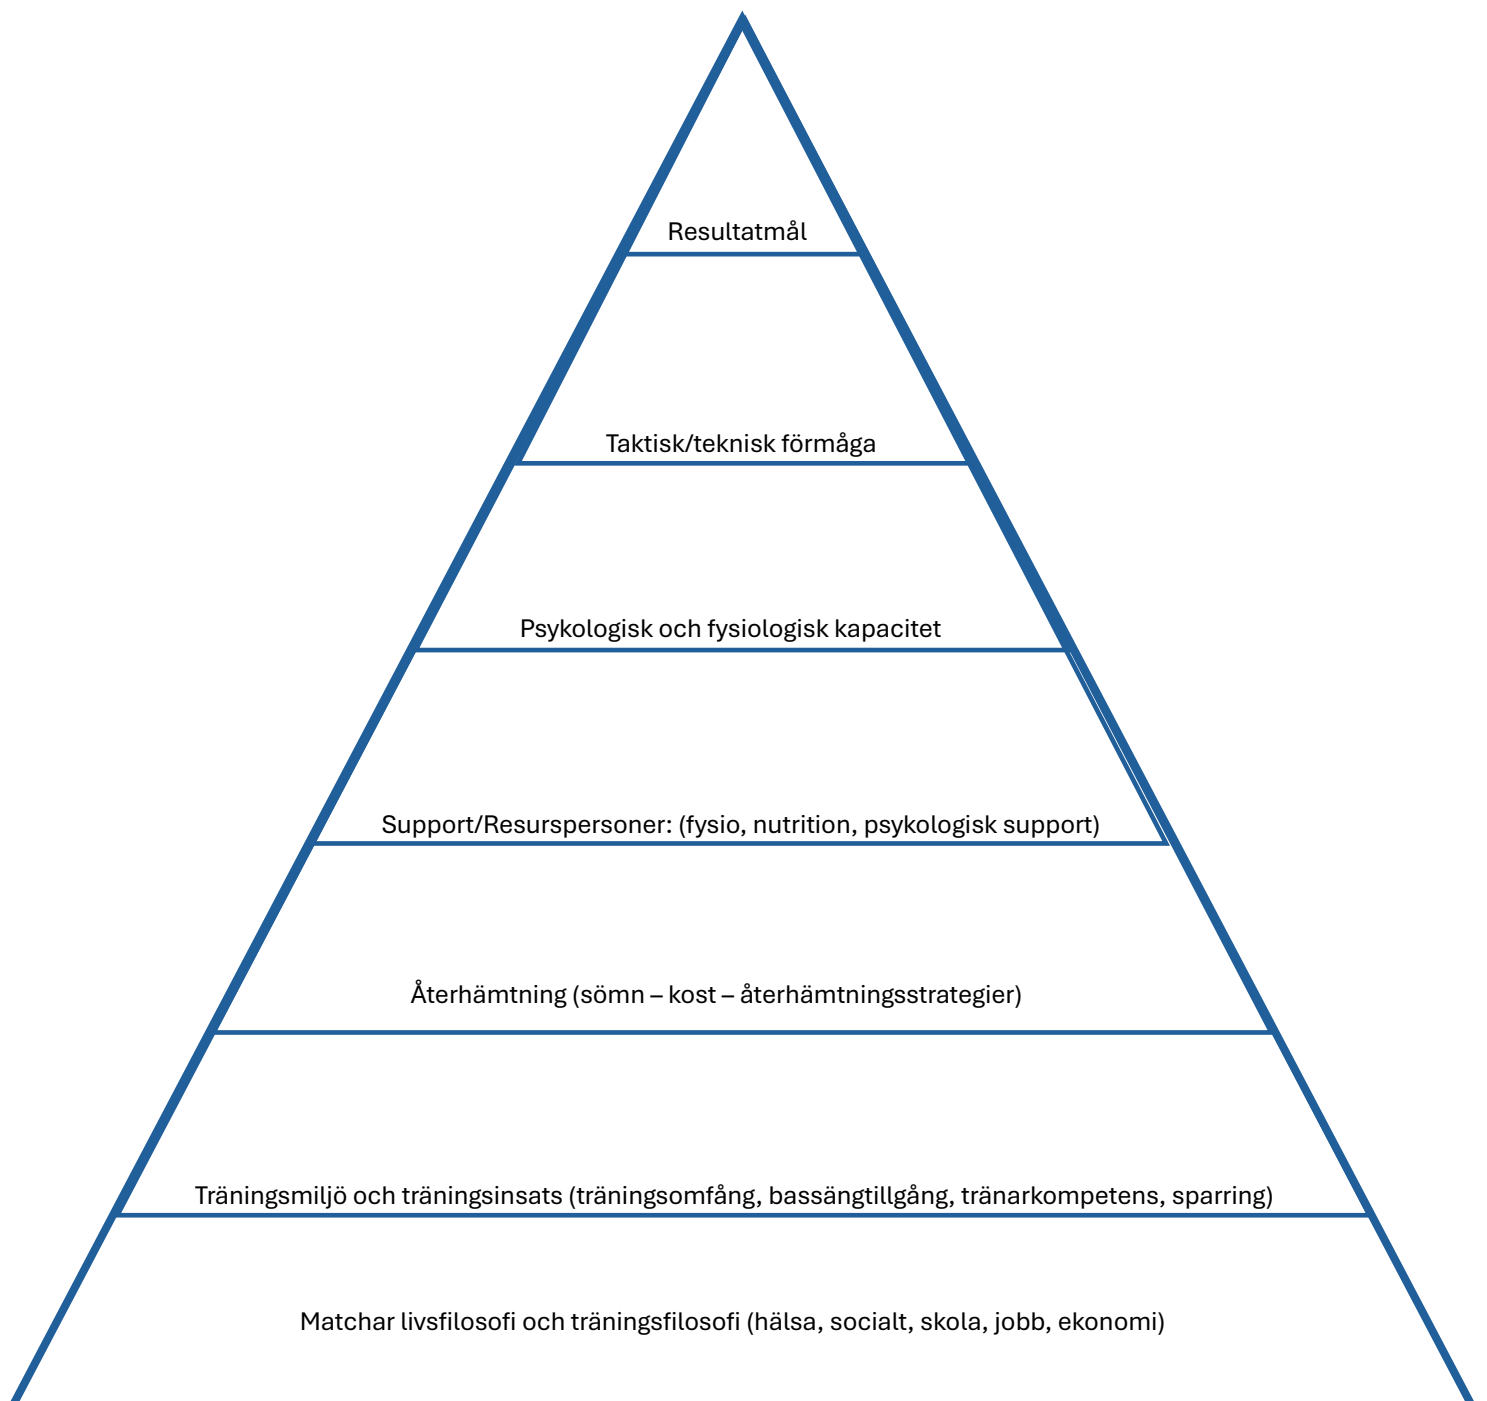 Resultatmål
Taktisk/teknisk förmåga
Psykologisk och fysiologisk kapacitet
Support/Resurspersoner: (fysio, nutrition, psykologisk support)
Återhämtning (sömn – kost – återhämtningsstrategier)
Träningsmiljö och träningsinsats (träningsomfång, bassängtillgång, tränarkompetens, sparring)
Matchar livsfilosofi och träningsfilosofi (hälsa, socialt, skola, jobb, ekonomi)